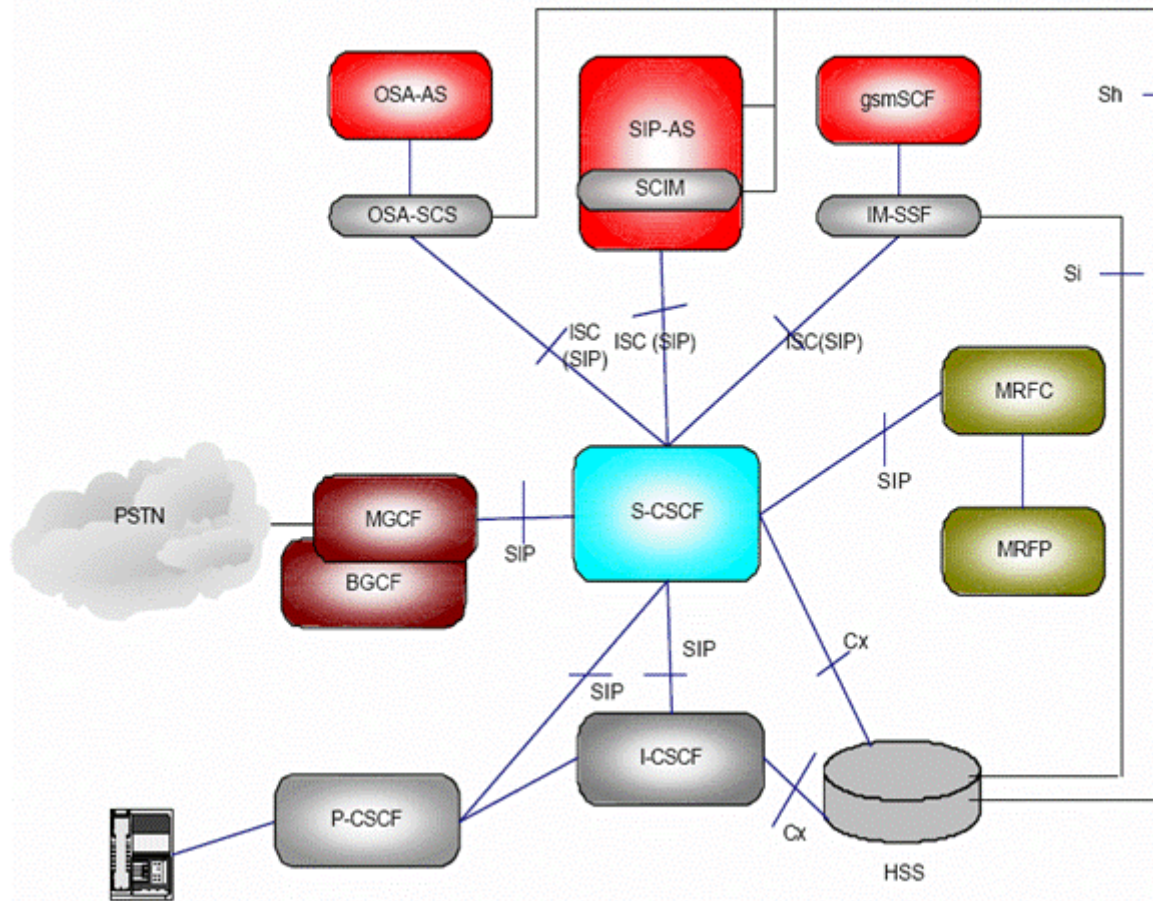 OSA-AS
SIP-AS
gsmSCF
Sh
SCIM
OSA-SCS
IM-SSF
Si
ISC
(SIP)
ISC (SIP)
ISC(SIP)
MRFC
SIP
PSTN
MGCF
S-CSCF
SIP
MRFP
BGCF
Cx
SIP
SIP
I-CSCF
P-CSCF
Cx
HSS